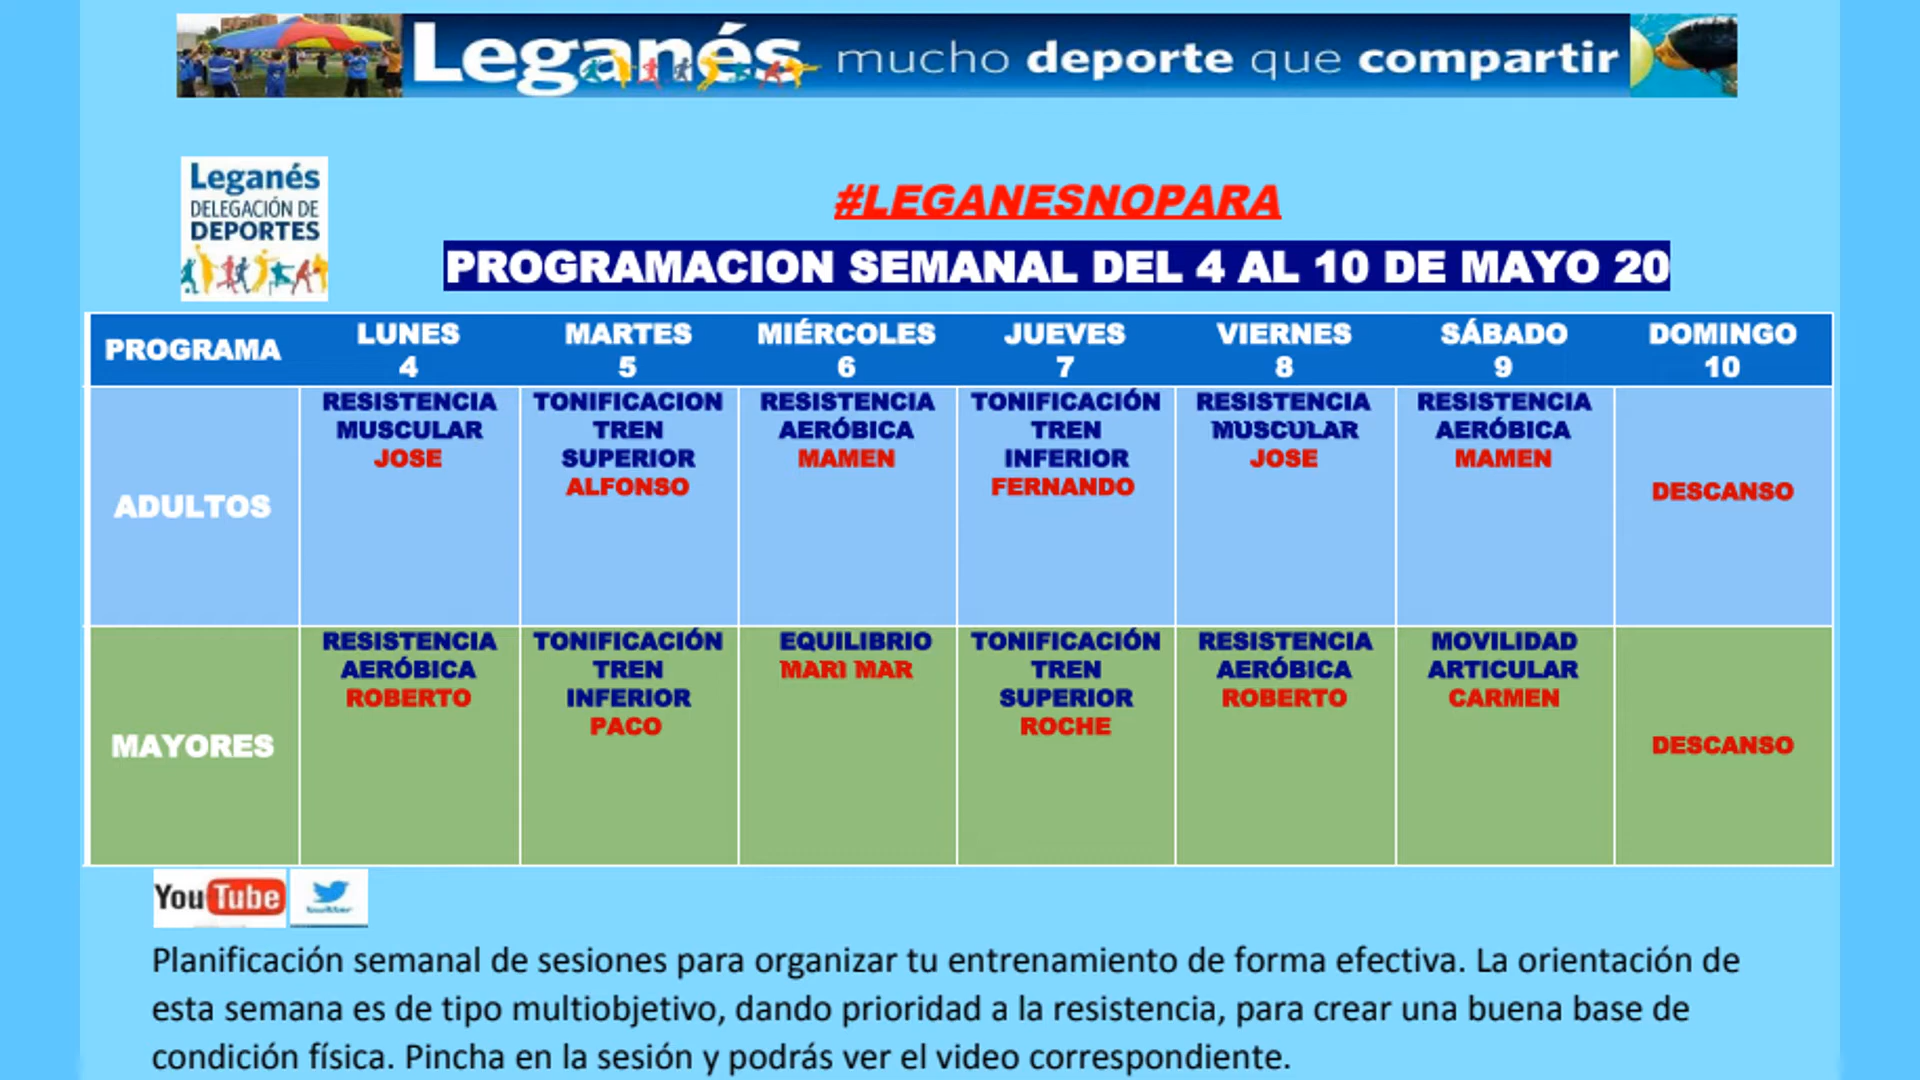 Leganés mucho deporte que compartir
Leganés
DELEGACIÓN DE
DEPORTES
#LEGANESNOPARA
PROGRAMACION SEMANAL DEL 4 AL 10 DE MAYO 20
PROGRAMA
LUNES
4
MARTES
5
MIÉRCOLES
6
JUEVES
7
VIERNES
8
SÁBADO
9
DOMINGO
10
ADULTOS
RESISTENCIA
MUSCULAR
JOSE
TONIFICACION
TREN
SUPERIOR
ALFONSO
RESISTENCIA
AERÓBICA
MAMEN
TONIFICACIÓN
TREN
INFERIOR
FERNANDO
RESISTENCIA
MUSCULAR
JOSE
RESISTENCIA
AERÓBICA
MAMEN
DESCANSO
MAYORES
RESISTENCIA
AERÓBICA
ROBERTO
TONIFICACIÓN
TREN
INFERIOR
PACO
EQUILIBRIO
MARI MAR
TONIFICACIÓN
TREN
SUPERIOR
ROCHE
RESISTENCIA
AERÓBICA
ROBERTO
MOVILIDAD
ARTICULAR
CARMEN
DESCANSO
YouTube
Planificación semanal de sesiones para organizar tu entrenamiento de forma efectiva. La orientación de
esta semana es de tipo multiobjetivo, dando prioridad a la resistencia, para crear una buena base de
condición física. Pincha en la sesión y podrás ver el video correspondiente.